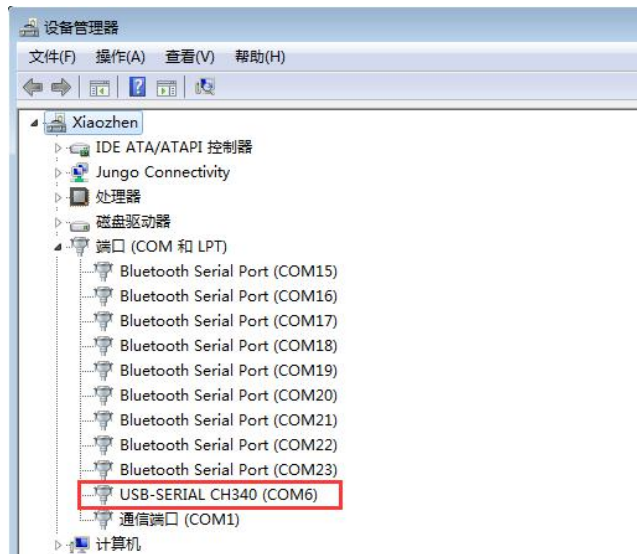 设备管理器
文件(F) 操作(A) 查看(V) 帮助(H)
Xiaozhen
IDE ATA/ATAPI 控制器
Jungo Connectivity
处理器
磁盘驱动器
端口 (COM 和 LPT)
Bluetooth Serial Port (COM15)
Bluetooth Serial Port (COM16)
Bluetooth Serial Port (COM17)
Bluetooth Serial Port (COM18)
Bluetooth Serial Port (COM19)
Bluetooth Serial Port (COM20)
Bluetooth Serial Port (COM21)
Bluetooth Serial Port (COM22)
Bluetooth Serial Port (COM23)
USB-SERIAL CH340 (COM6)
通信端口 (COM1)
计算机